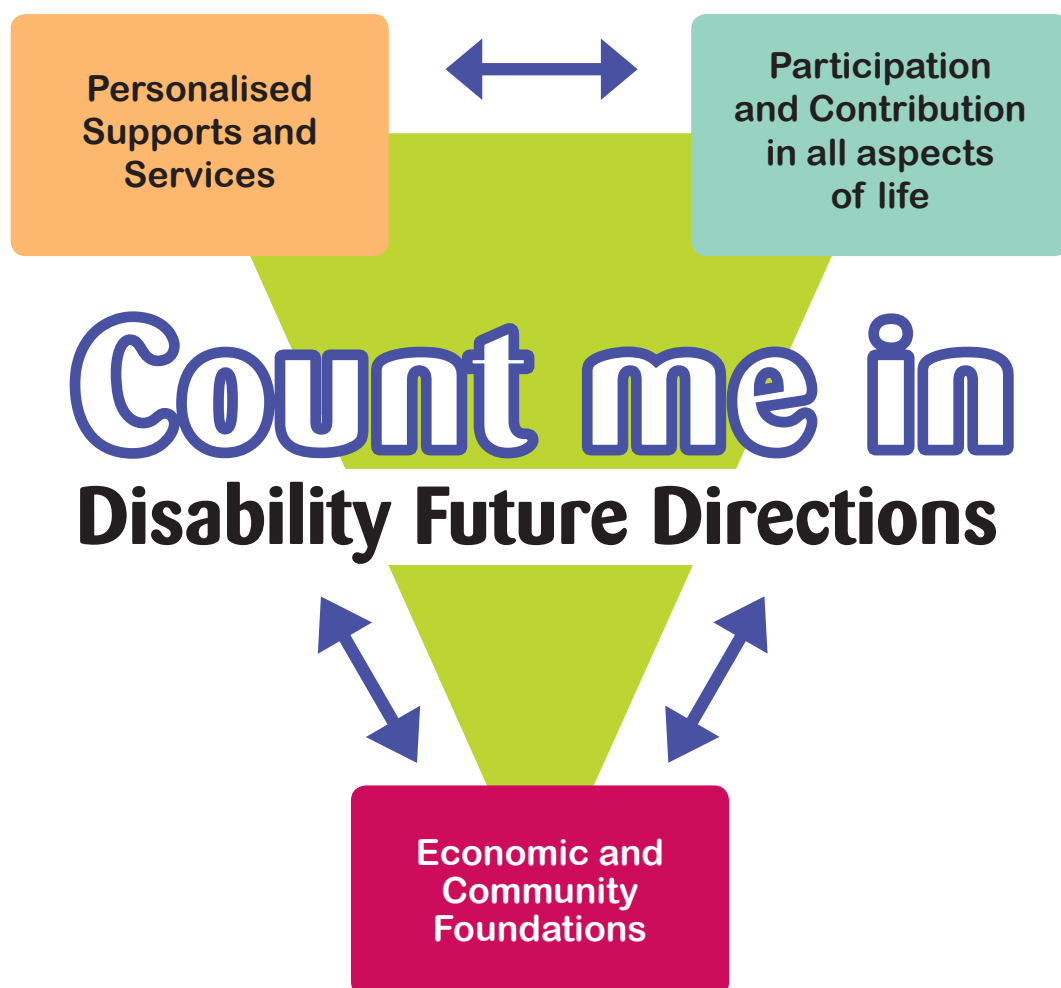 Personalised
Supports and
Services
Participation
and Contribution
in all aspects
of life
Count me in
Disability Future Directions
Economic and
Community
Foundations